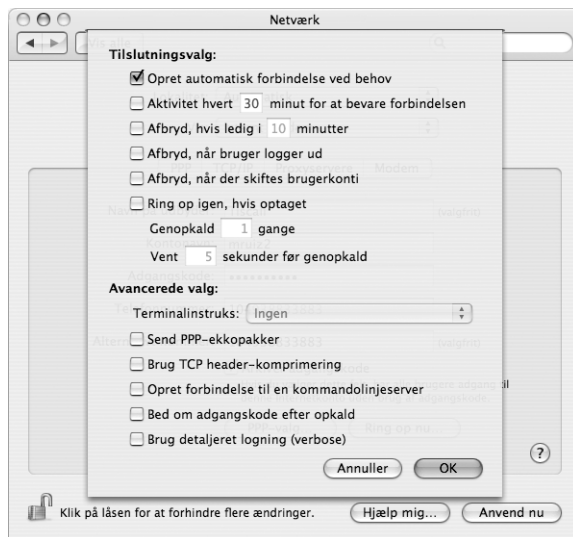 Netværk
Tilslutningsvalg:
Opret automatisk forbindelse ved behov
Aktivitet hvert 30 minut for at bevare forbindelsen
Afbryd, hvis ledig i 10 minutter
Afbryd, når bruger logger ud
Afbryd, når der skiftes brugerkonti
Ring op igen, hvis optaget
Genopkald 1 gange
Vent 5 sekunder før genopkald
Avancerede valg:
Terminalinstruks: Ingen
Send PPP-ekkopakker
Brug TCP header-komprimering
Opret forbindelse til en kommandolinjeserver
Bed om adgangskode efter opkald
Brug detaljeret logning (verbose)
Annuller OK
?
Klik på låsen for at forhindre flere ændringer. Hjælp mig... Anvend nu